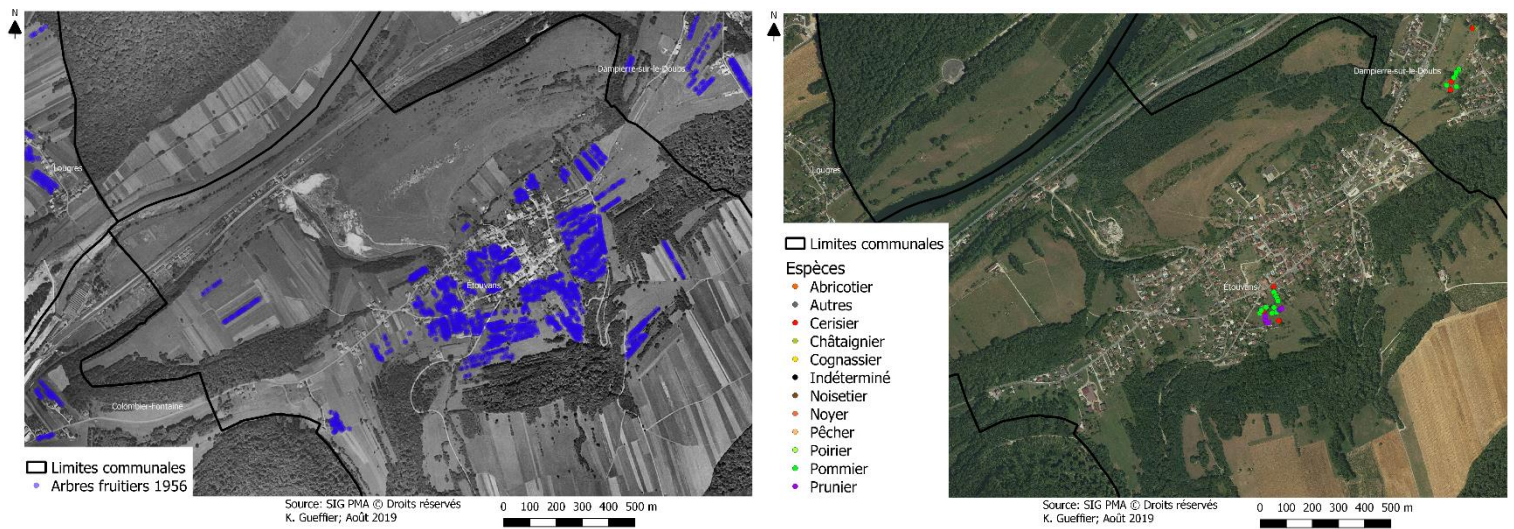 N
Dampierre-sur-le-Doubs
Lougres
Étouvans
Colombier-Fontaine
Limites communales
Arbres fruitiers 1956
Source: SIG PMA © Droits réservés
K. Gueffier; Août 2019
0 100 200 300 400 500 m
N
Dampierre-sur-le-Doubs
Lougres
Étouvans
Limites communales
Espèces
Abricotier
Autres
Cerisier
Châtaignier
Cognassier
Indéterminé
Noisetier
Noyer
Pêcher
Poirier
Pommier
Prunier
Source: SIG PMA © Droits réservés
K. Gueffier; Août 2019
0 100 200 300 400 500 m